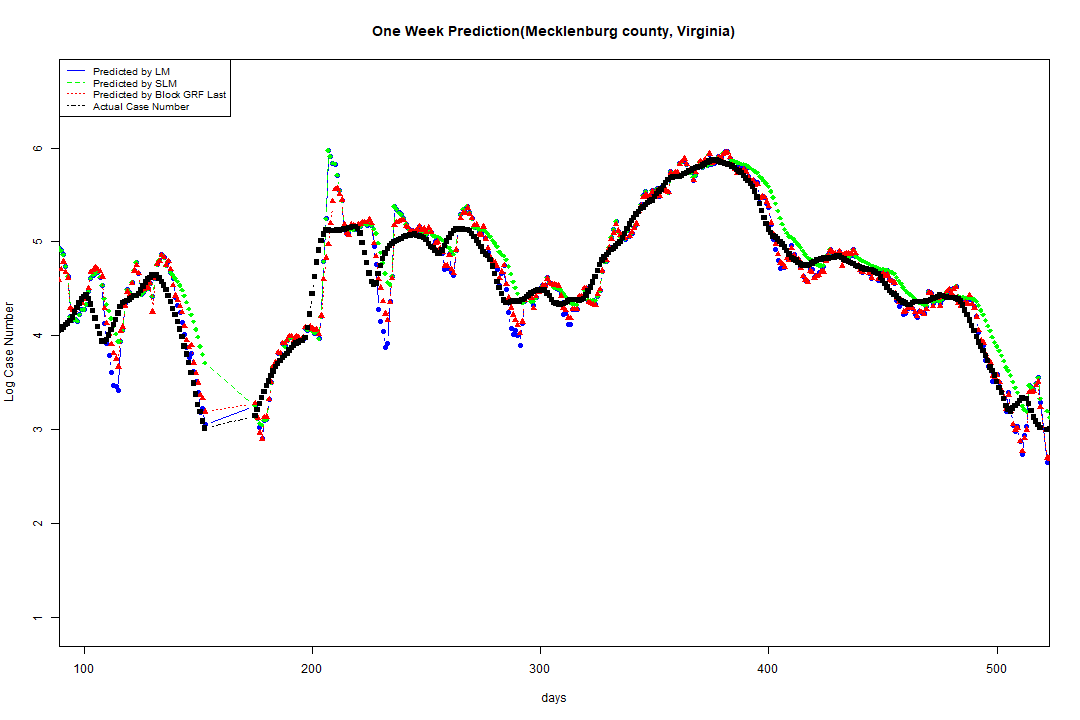 One Week Prediction(Mecklenburg county, Virginia)
Predicted by LM
Predicted by SLM
Predicted by Block GRF Last
Actual Case Number
6
5
4
3
2
1
Log Case Number
100 200 300 400 500
days